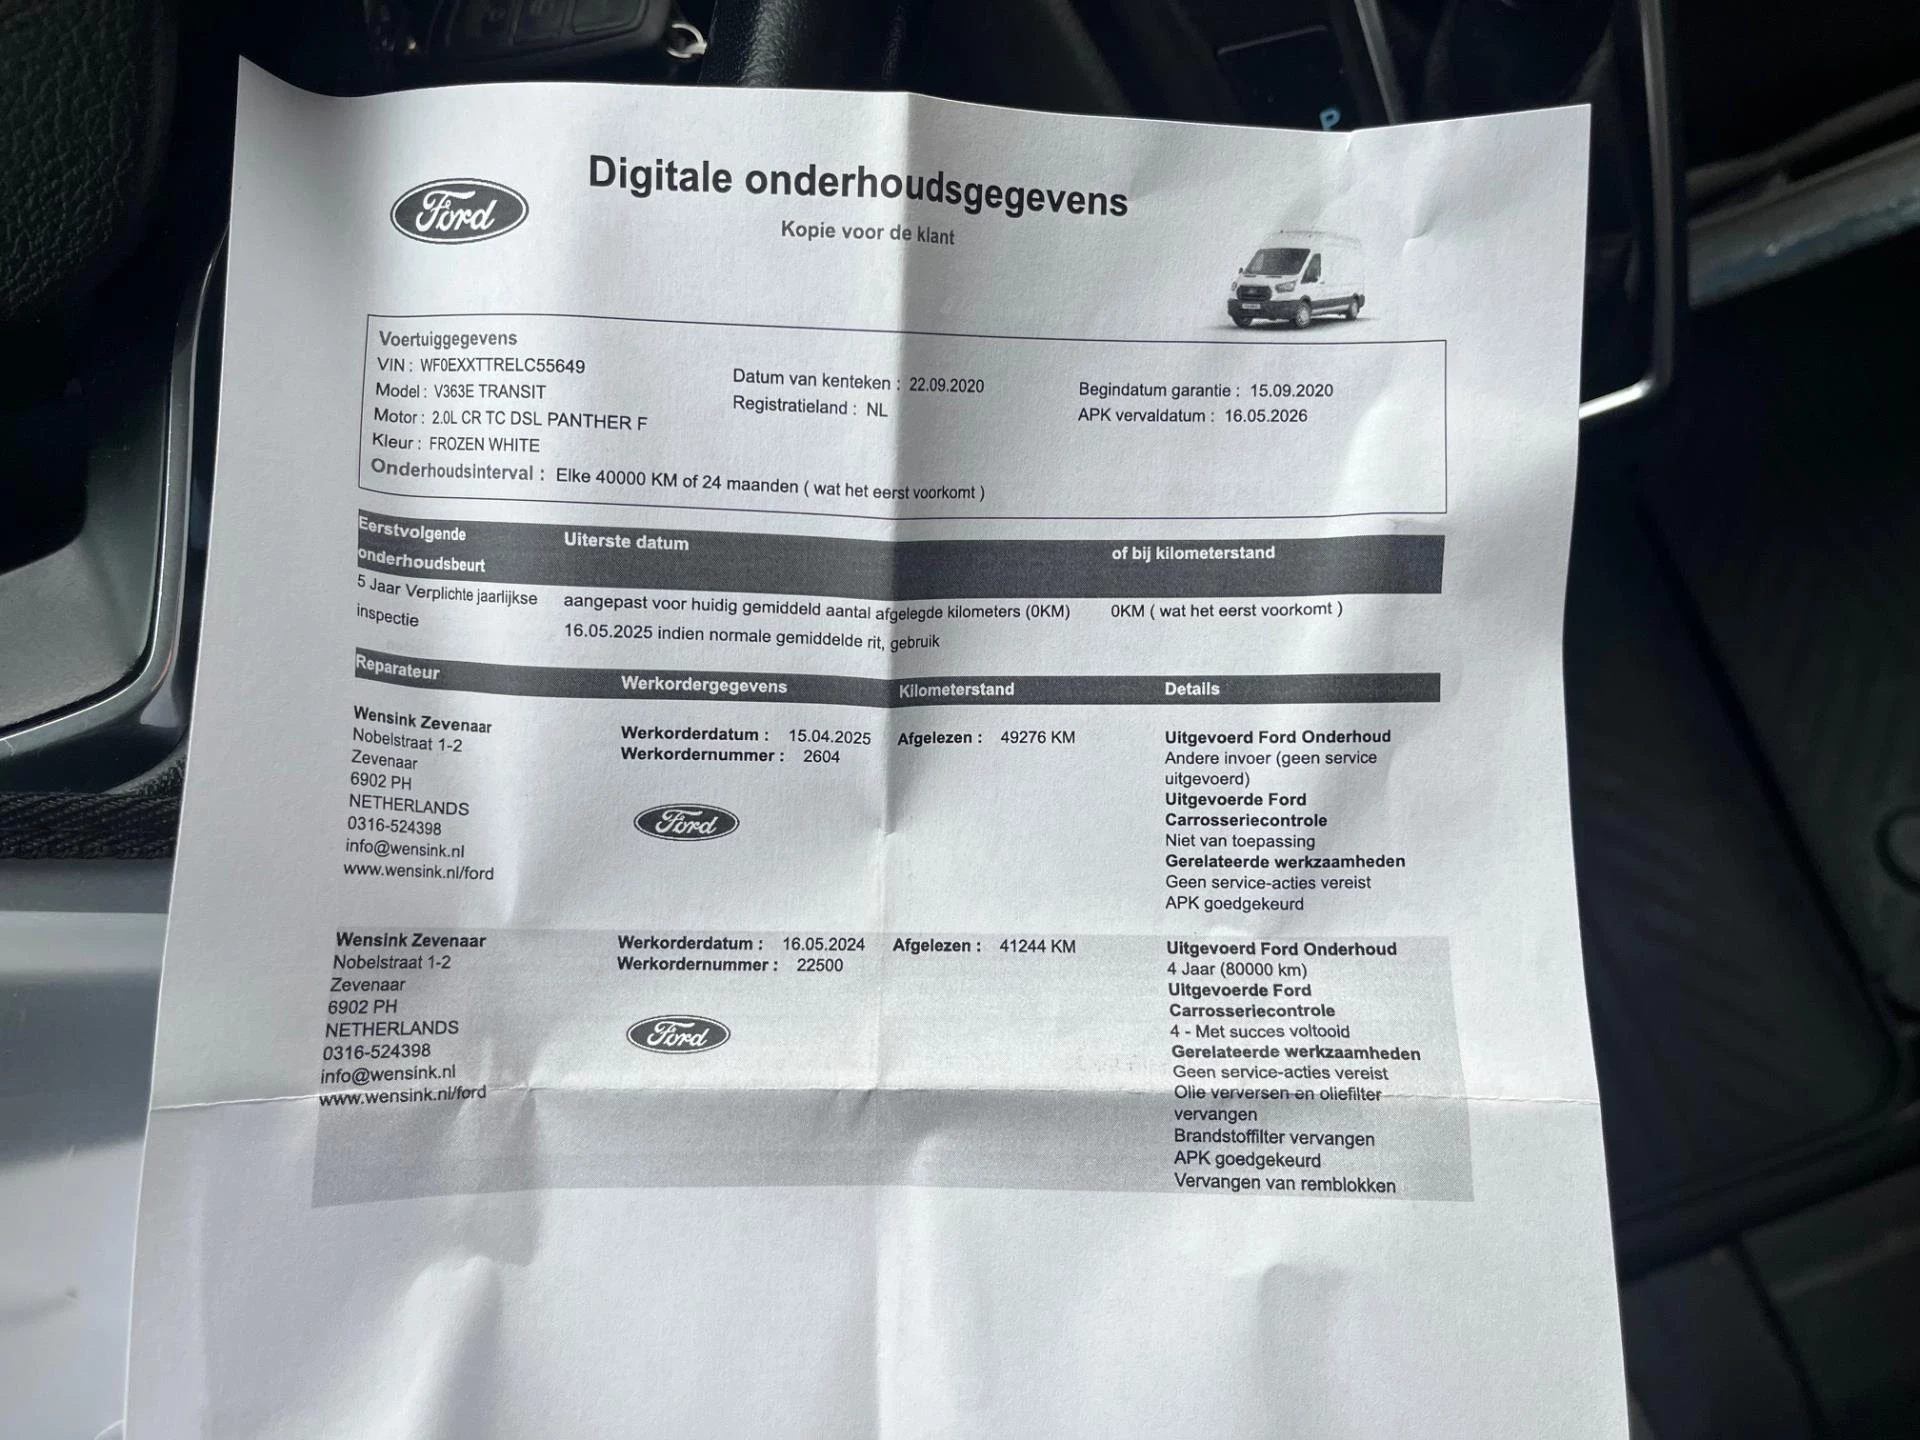 P
Ford
Digitale onderhoudsgegevens
Kopie voor de klant
Voertuiggegevens
VIN : WF0EXXTTRELC55649
Model : V363E TRANSIT
Motor : 2.0L CR TC DSL PANTHER F
Kleur : FROZEN WHITE
Datum van kenteken : 22.09.2020
Registratieland : NL
Begindatum garantie : 15.09.2020
APK vervaldatum : 16.05.2026
Onderhoudsinterval : Elke 40000 KM of 24 maanden ( wat het eerst voorkomt )
Eerstvolgende onderhoudsbeurt
Uiterste datum
of bij kilometerstand
5 Jaar Verplichte jaarlijkse
inspectie
aangepast voor huidig gemiddeld aantal afgelegde kilometers (0KM)
16.05.2025 indien normale gemiddelde rit, gebruik
0KM ( wat het eerst voorkomt )
Reparateur Werkordergegevens Kilometerstand Details
Wensink Zevenaar
Nobelstraat 1-2
Zevenaar
6902 PH
NETHERLANDS
0316-524398
info@wensink.nl
www.wensink.nl/ford
Werkorderdatum : 15.04.2025
Werkordernummer : 2604
Ford
Afgelezen : 49276 KM
Uitgevoerd Ford Onderhoud
Andere invoer (geen service
uitgevoerd)
Uitgevoerde Ford
Carrosseriecontrole
Niet van toepassing
Gerelateerde werkzaamheden
Geen service-acties vereist
APK goedgekeurd
Wensink Zevenaar
Nobelstraat 1-2
Zevenaar
6902 PH
NETHERLANDS
0316-524398
info@wensink.nl
www.wensink.nl/ford
Werkorderdatum : 16.05.2024
Werkordernummer : 22500
Ford
Afgelezen : 41244 KM
Uitgevoerd Ford Onderhoud
4 Jaar (80000 km)
Uitgevoerde Ford
Carrosseriecontrole
4 - Met succes voltooid
Gerelateerde werkzaamheden
Geen service-acties vereist
Olie verversen en oliefilter
vervangen
Brandstoffilter vervangen
APK goedgekeurd
Vervangen van remblokken